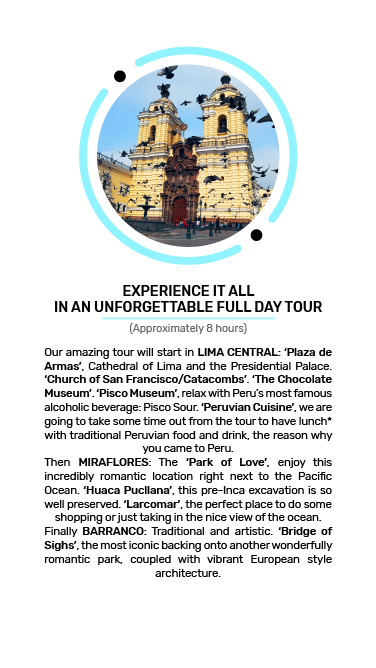 EXPERIENCE IT ALL
IN AN UNFORGETTABLE FULL DAY TOUR
(Approximately 8 hours)
Our amazing tour will start in LIMA CENTRAL: ‘Plaza de
Armas’, Cathedral of Lima and the Presidential Palace.
‘Church of San Francisco/Catacombs’. ‘The Chocolate
Museum’. ‘Pisco Museum’, relax with Peru’s most famous
alcoholic beverage: Pisco Sour. ‘Peruvian Cuisine’, we are
going to take some time out from the tour to have lunch*
with traditional Peruvian food and drink, the reason why
you came to Peru.
Then MIRAFLORES: The ‘Park of Love’, enjoy this
incredibly romantic location right next to the Pacific
Ocean. ‘Huaca Pucllana’, this pre-Inca excavation is so
well preserved. ‘Larcomar’, the perfect place to do some
shopping or just taking in the nice view of the ocean.
Finally BARRANCO: Traditional and artistic. ‘Bridge of
Sighs’, the most iconic backing onto another wonderfully
romantic park, coupled with vibrant European style
architecture.